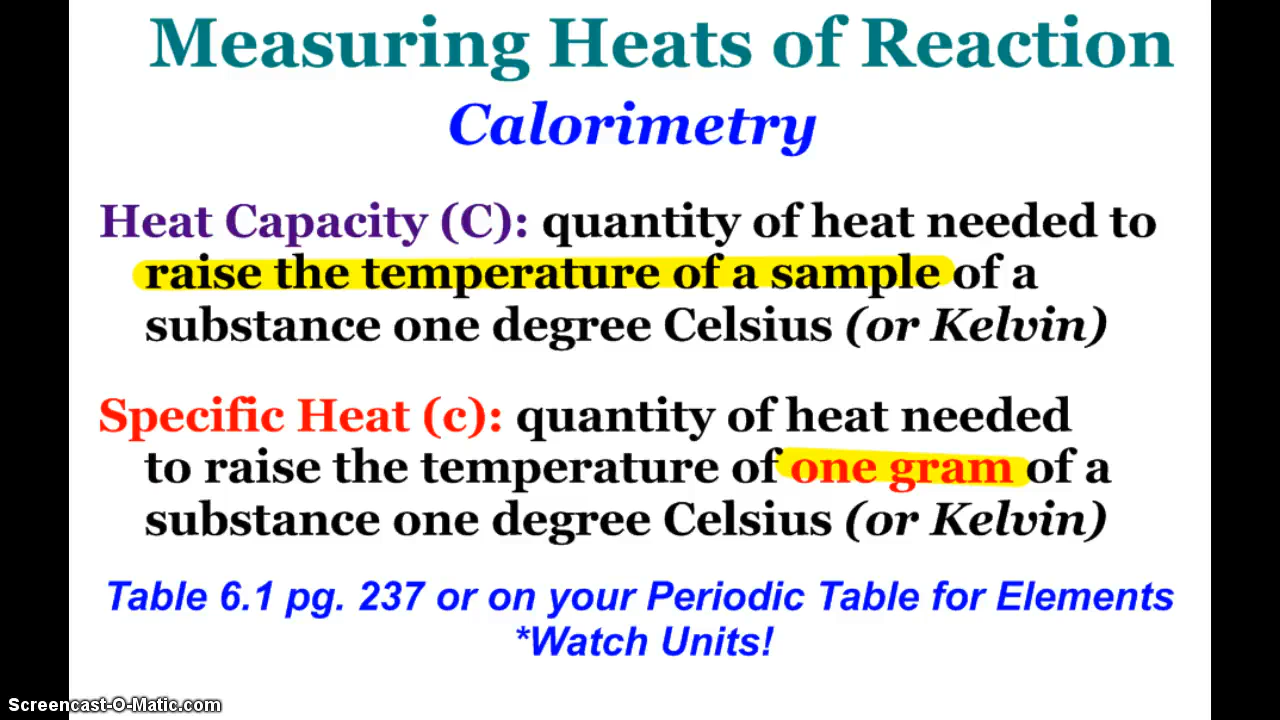 Measuring Heats of Reaction
Calorimetry
Heat Capacity (C): quantity of heat needed to
raise the temperature of a sample of a
substance one degree Celsius (or Kelvin)
Specific Heat (c): quantity of heat needed
to raise the temperature of one gram of a
substance one degree Celsius (or Kelvin)
Table 6.1 pg. 237 or on your Periodic Table for Elements
*Watch Units!
Screencast-O-Matic.com